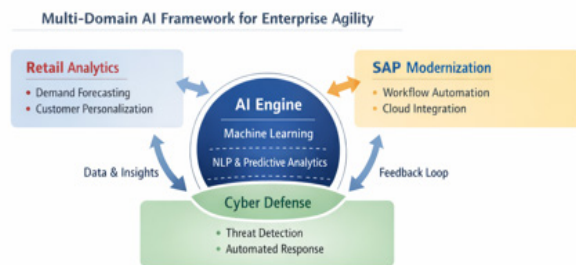 Multi-Domain AI Framework for Enterprise Agility
Retail Analytics
• Demand Forecasting
• Customer Personalization
AI Engine
Machine Learning
NLP & Predictive Analytics
SAP Modernization
• Workflow Automation
• Cloud Integration
Data & Insights
Feedback Loop
Cyber Defense
• Threat Detection
• Automated Response